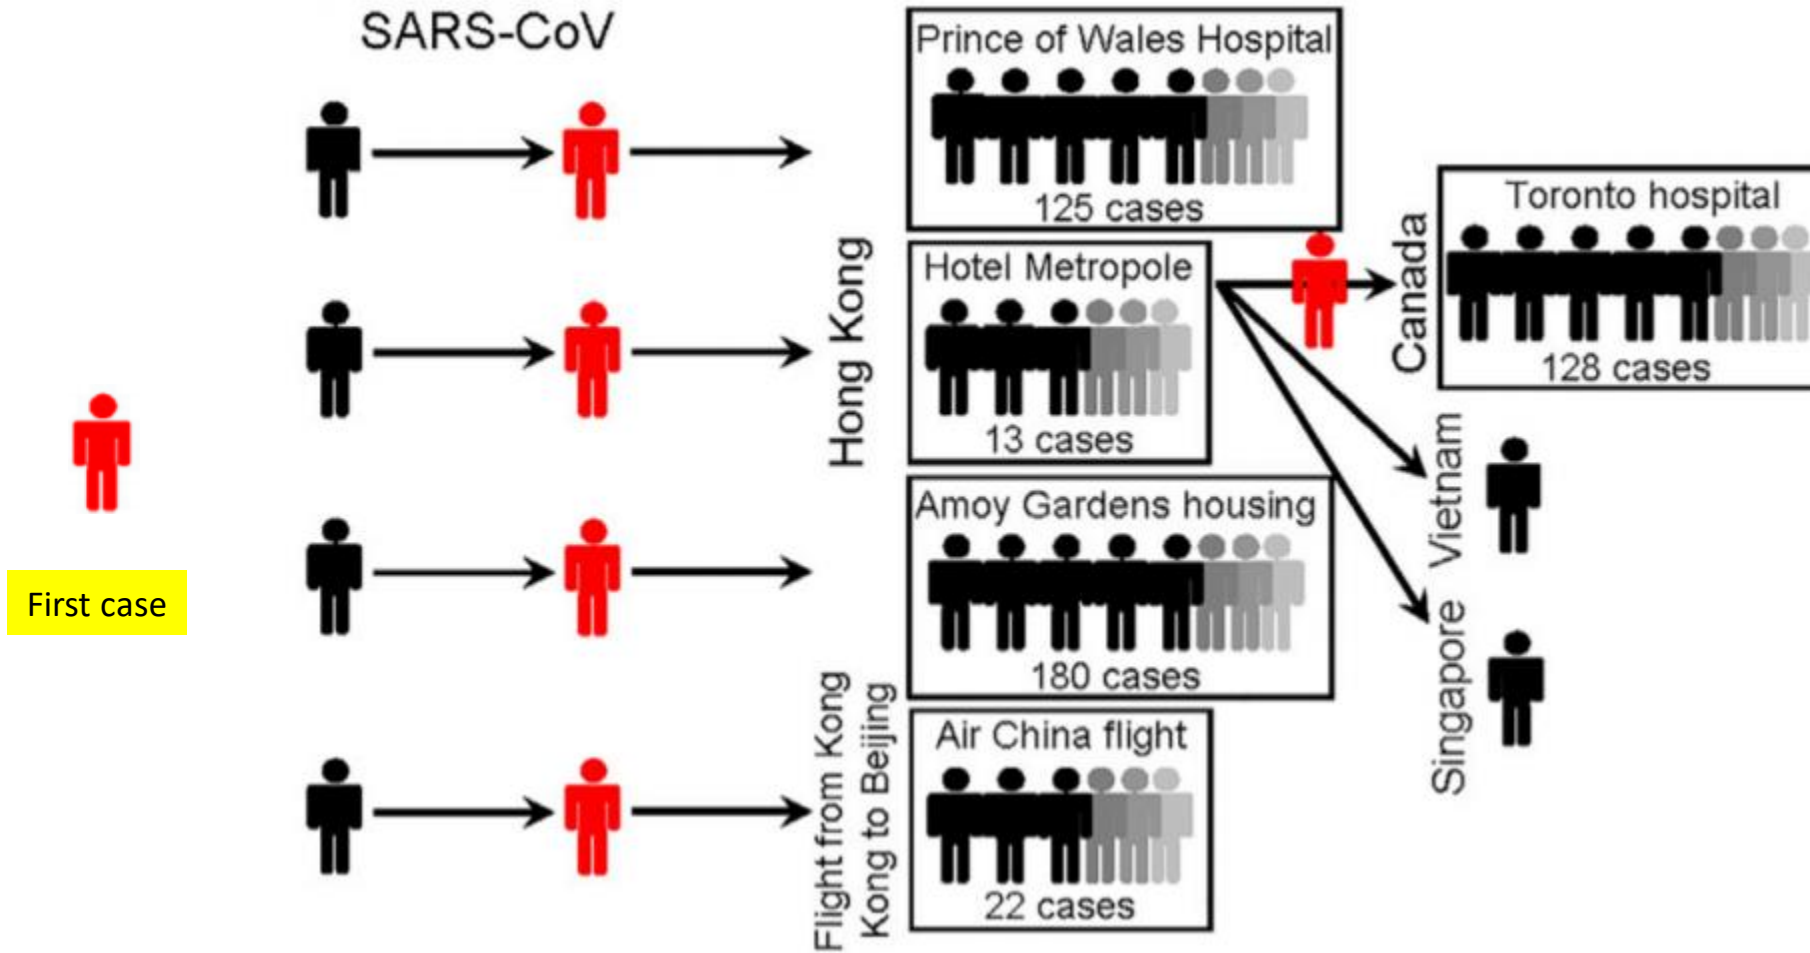 SARS-CoV
First case
Hong Kong
Prince of Wales Hospital
125 cases
Hotel Metropole
13 cases
Amoy Gardens housing
180 cases
Flight from Kong
Kong to Beijing
Air China flight
22 cases
Canada
Toronto hospital
128 cases
Vietnam
Singapore